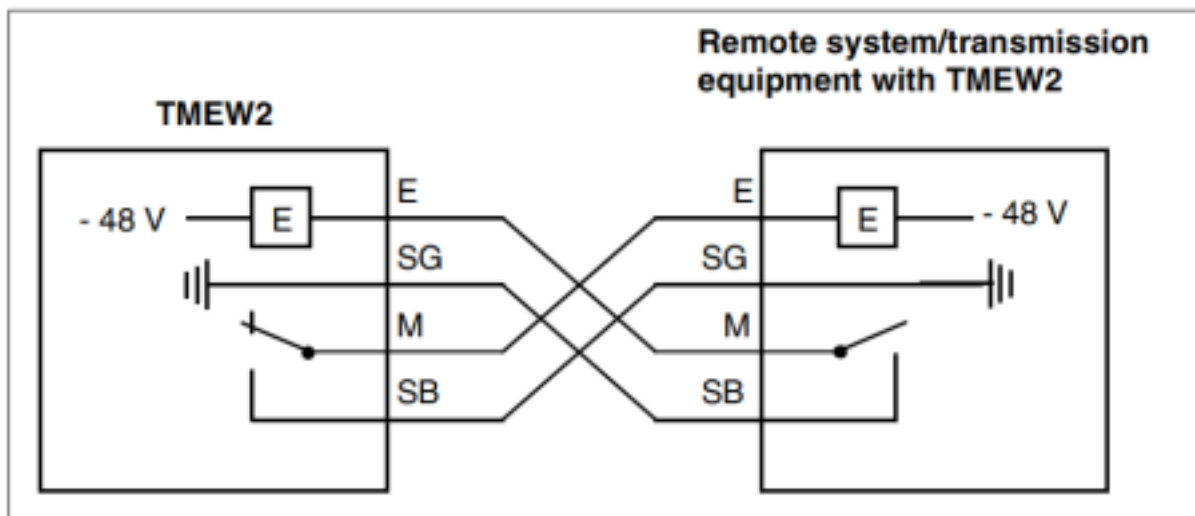 Remote system/transmission
equipment with TMEW2
TMEW2
E
E
- 48 V
E
E
- 48 V
SG
SG
M
M
SB
SB